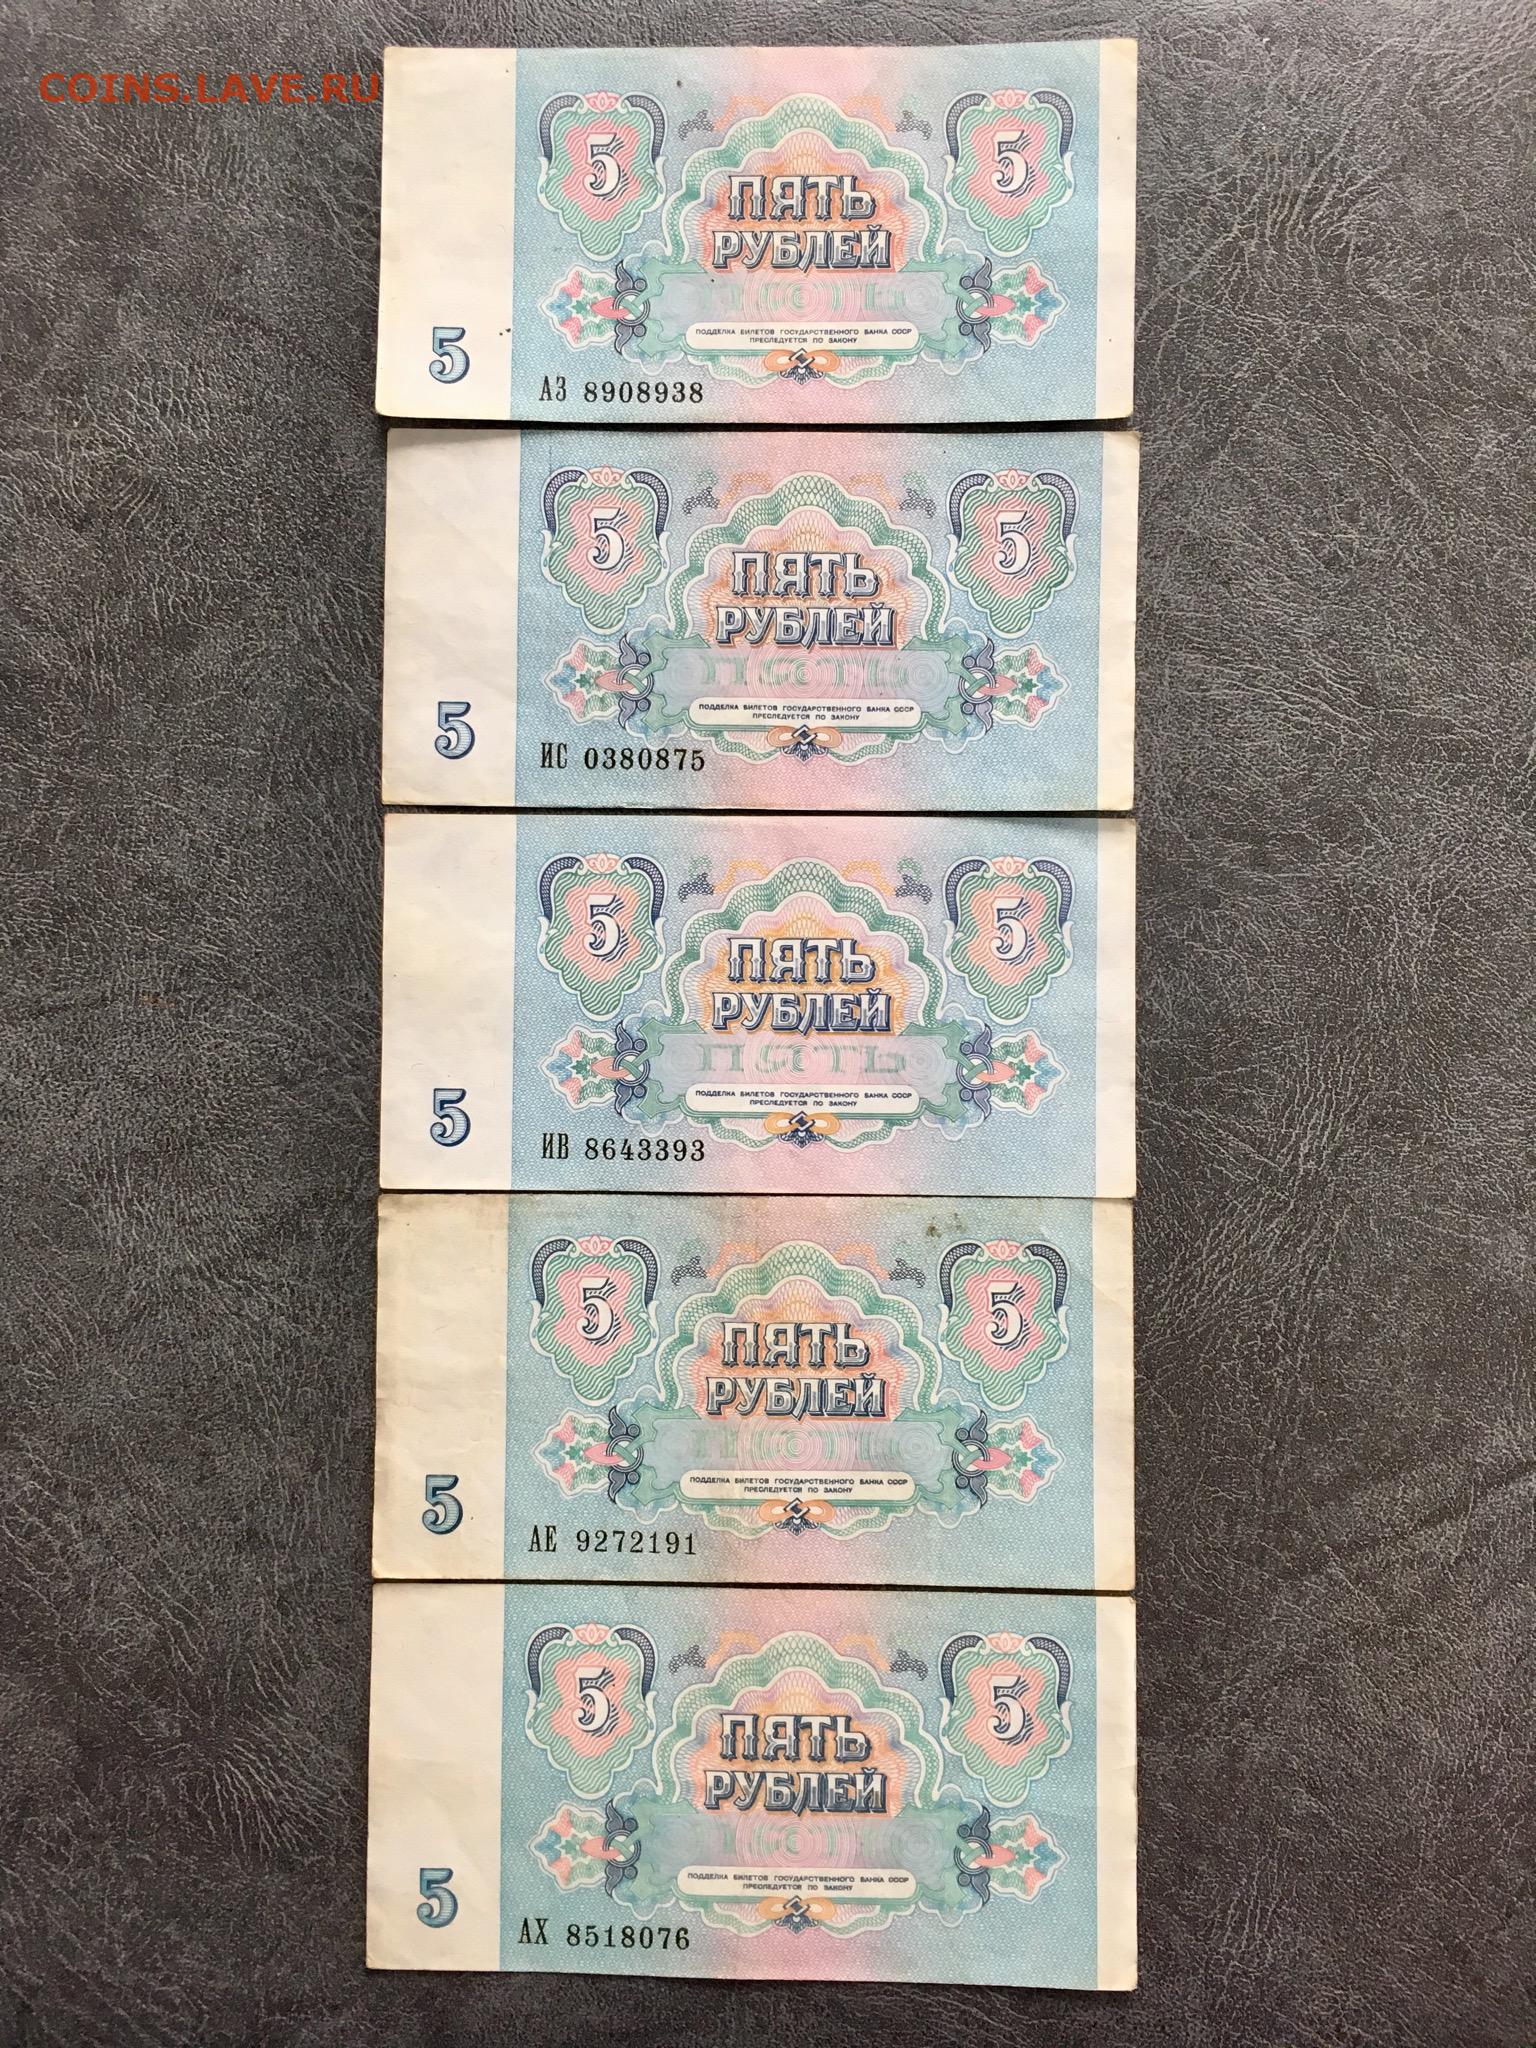 COINS.LAVE.RU
5
5
ПЯТЬ
РУБЛЕЙ
ПОДДЕЛКА БИЛЕТОВ ГОСУДАРСТВЕННОГО БАНКА СССР
ПРЕСЛЕДУЕТСЯ ПО ЗАКОНУ
5
АЗ 8908938
5
5
ПЯТЬ
РУБЛЕЙ
ПЯТЬ
ПОДДЕЛКА БИЛЕТОВ ГОСУДАРСТВЕННОГО БАНКА СССР
ПРЕСЛЕДУЕТСЯ ПО ЗАКОНУ
5
ИС 0380875
5
5
ПЯТЬ
РУБЛЕЙ
ПЯТЬ
ПОДДЕЛКА БИЛЕТОВ ГОСУДАРСТВЕННОГО БАНКА СССР
ПРЕСЛЕДУЕТСЯ ПО ЗАКОНУ
5
ИВ 8643393
5
5
ПЯТЬ
РУБЛЕЙ
ПОДДЕЛКА БИЛЕТОВ ГОСУДАРСТВЕННОГО БАНКА СССР
ПРЕСЛЕДУЕТСЯ ПО ЗАКОНУ
5
АЕ 9272191
5
5
ПЯТЬ
РУБЛЕЙ
ПОДДЕЛКА БИЛЕТОВ ГОСУДАРСТВЕННОГО БАНКА СССР
ПРЕСЛЕДУЕТСЯ ПО ЗАКОНУ
5
АХ 8518076